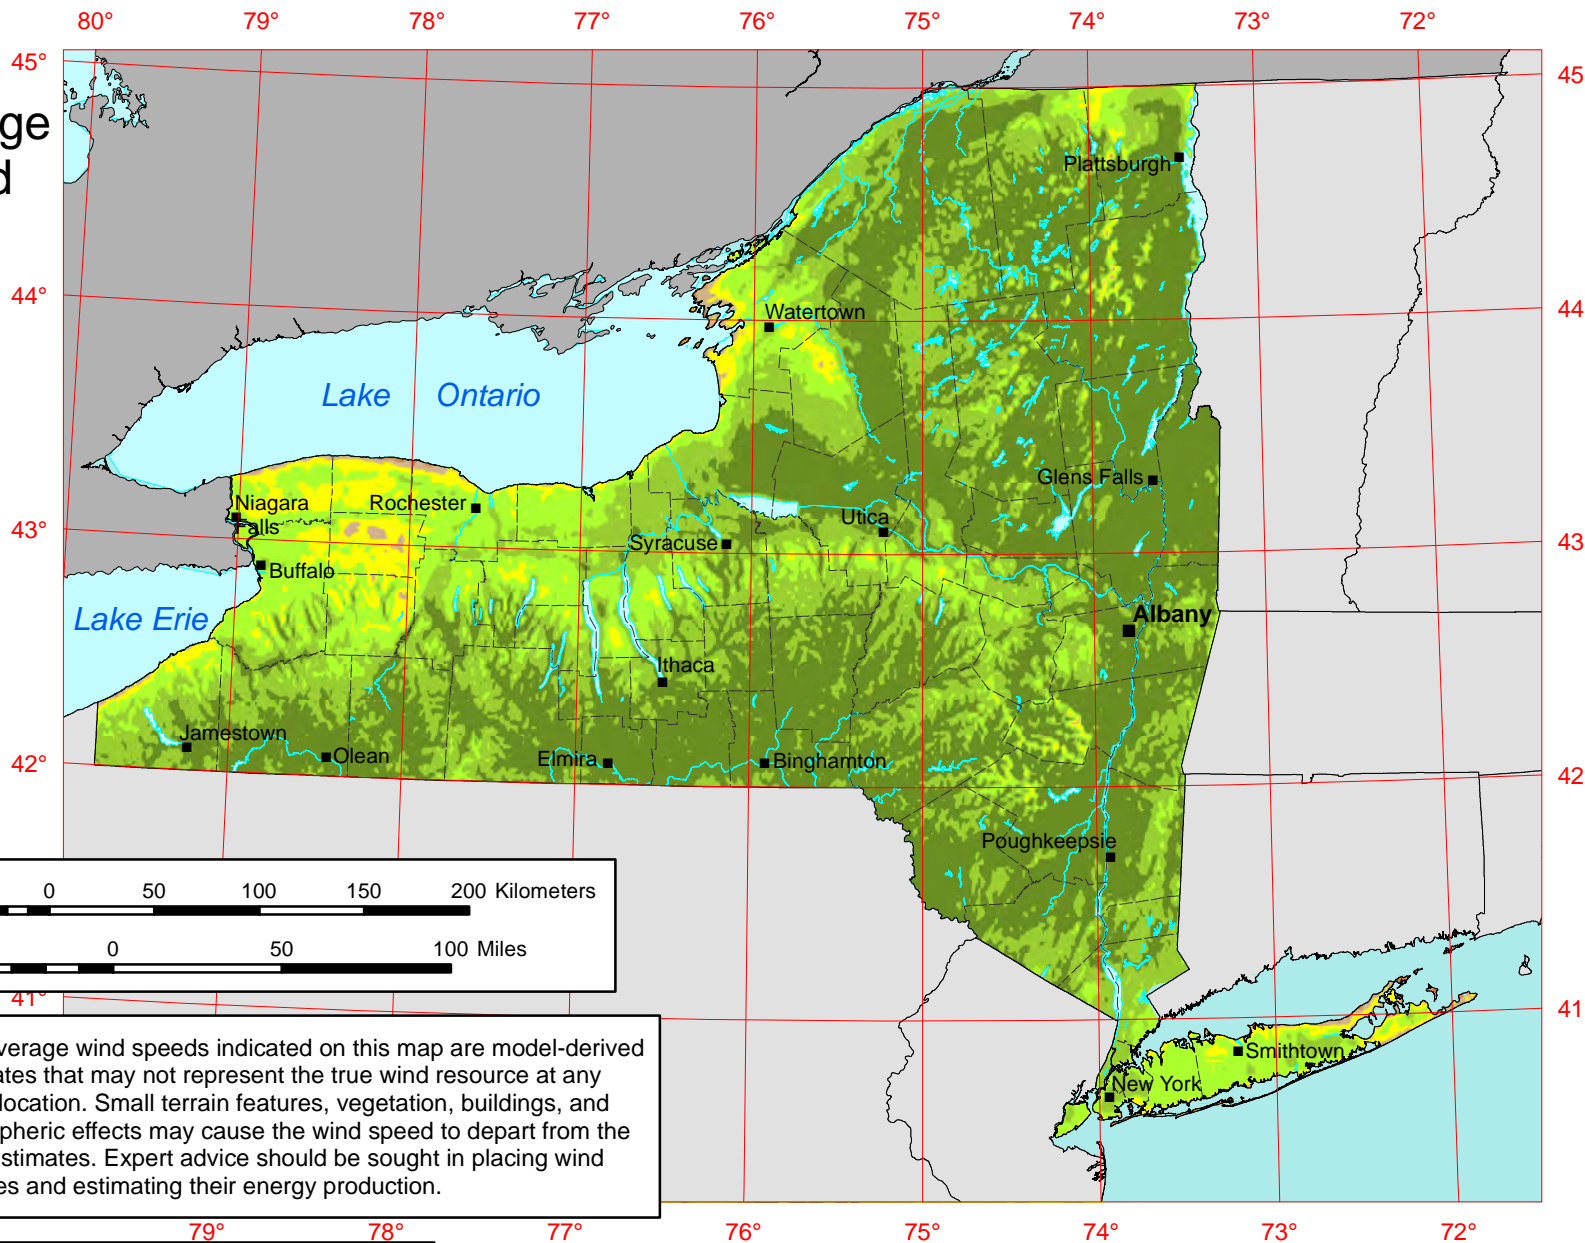 80° 79° 78° 77° 76° 75° 74° 73° 72°
45° 45
ge
d
Plattsburgh
44° 44
Watertown
Lake Ontario
Glens Falls
Niagara
alls
Rochester
Utica
43° 43
Syracuse
Buffalo
Lake Erie
Albany
Ithaca
Jamestown
Olean
Elmira
Binghamton
42° 42
Poughkeepsie
0 50 100 150 200 Kilometers
0 50 100 Miles
41° 41
verage wind speeds indicated on this map are model-derived
ates that may not represent the true wind resource at any
location. Small terrain features, vegetation, buildings, and
pheric effects may cause the wind speed to depart from the
stimates. Expert advice should be sought in placing wind
es and estimating their energy production.
Smithtown
New York
79° 78° 77° 76° 75° 74° 73° 72°